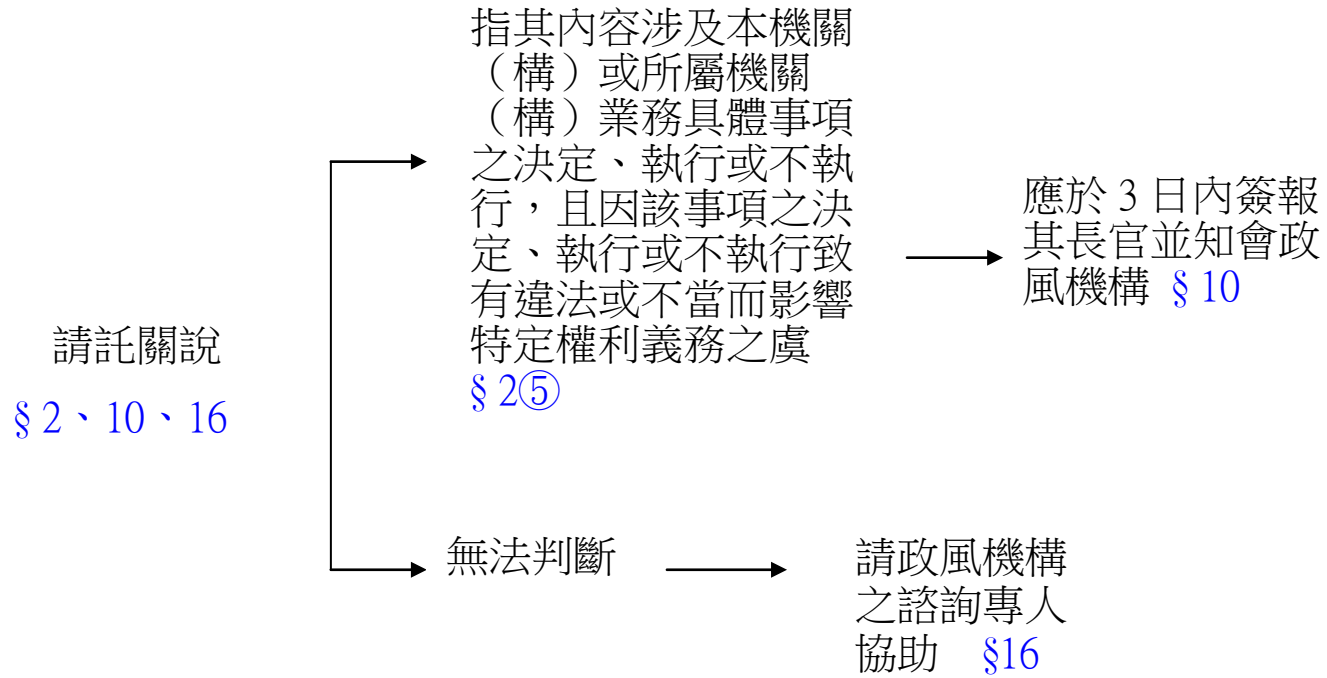 請託關說
§ 2、10、16
指其內容涉及本機關
（構）或所屬機關
（構）業務具體事項
之決定、執行或不執
行，且因該事項之決
定、執行或不執行致
有違法或不當而影響
特定權利義務之虞
§ 2⑤
應於 3 日內簽報
其長官並知會政
風機構 § 10
無法判斷
請政風機構
之諮詢專人
協助 §16